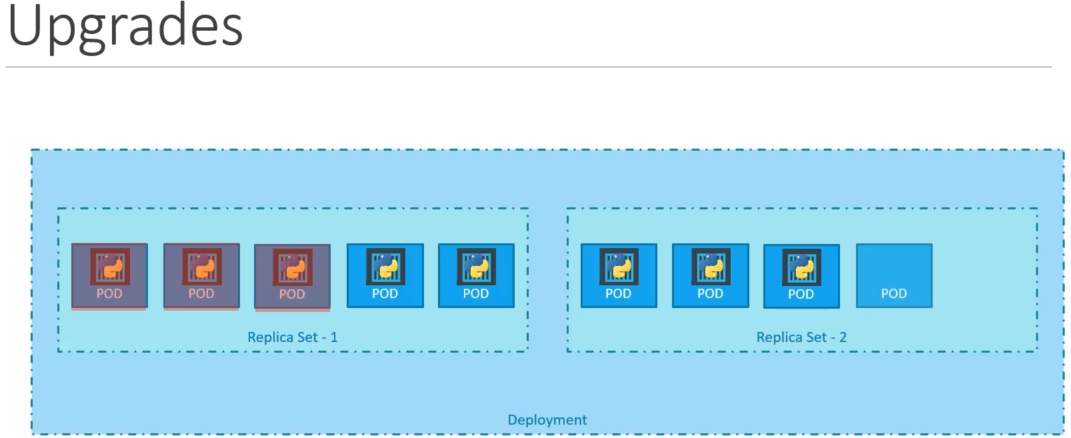 Upgrades
POD
POD
POD
POD
POD
Replica Set - 1
POD
POD
POD
POD
Replica Set - 2
Deployment